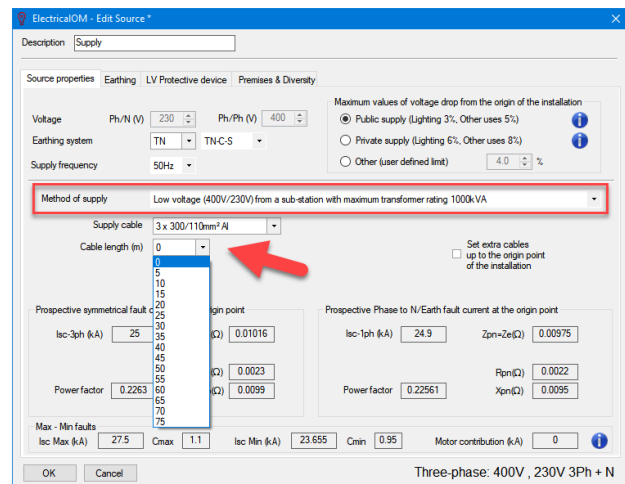 ElectricalOM - Edit Source *
Description Supply
Source properties Earthing LV Protective device Premises & Diversity
Maximum values of voltage drop from the origin of the installation
Voltage Ph/N (V) 230 Ph/Ph (V) 400
Public supply (Lighting 3%, Other uses 5%)
Earthing system TN TN-C-S
Private supply (Lighting 6%, Other uses 8%)
Supply frequency 50Hz
Other (user defined limit) 4.0 %
Method of supply Low voltage (400V/230V) from a sub-station with maximum transformer rating 1000kVA
Supply cable 3 x 300/110mm² Al
Cable length (m) 0
Set extra cables
up to the origin point
of the installation
0
5
10
15
20
25
30
35
40
45
50
55
60
65
70
75
Prospective symmetrical fault igin point
Isc-3ph (kA) 25 (Ω) 0.01016
(Ω) 0.0023
Power factor 0.2263 (Ω) 0.0099
Prospective Phase to N/Earth fault current at the origin point
Isc-1ph (kA) 24.9 Zpn=Ze(Ω) 0.00975
Rpn(Ω) 0.0022
Power factor 0.22561 Xpn(Ω) 0.0095
Max - Min faults
Isc Max (kA) 27.5 Cmax 1.1 Isc Min (kA) 23.655 Cmin 0.95 Motor contribution (kA) 0
OK Cancel Three-phase: 400V , 230V 3Ph + N